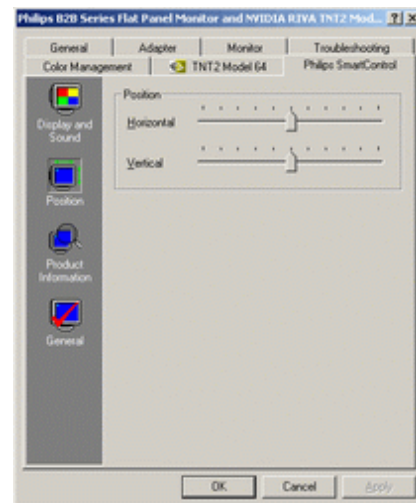 Philips B2B Series Flat Panel Monitor and NVIDIA RIVA TNT2 Mod...
General Adapter Monitor Troubleshooting
Color Management TNT2 Model 64 Philips SmartControl
Display and
Sound
Position
Product
Information
General
Position
Horizontal
Vertical
OK Cancel Apply